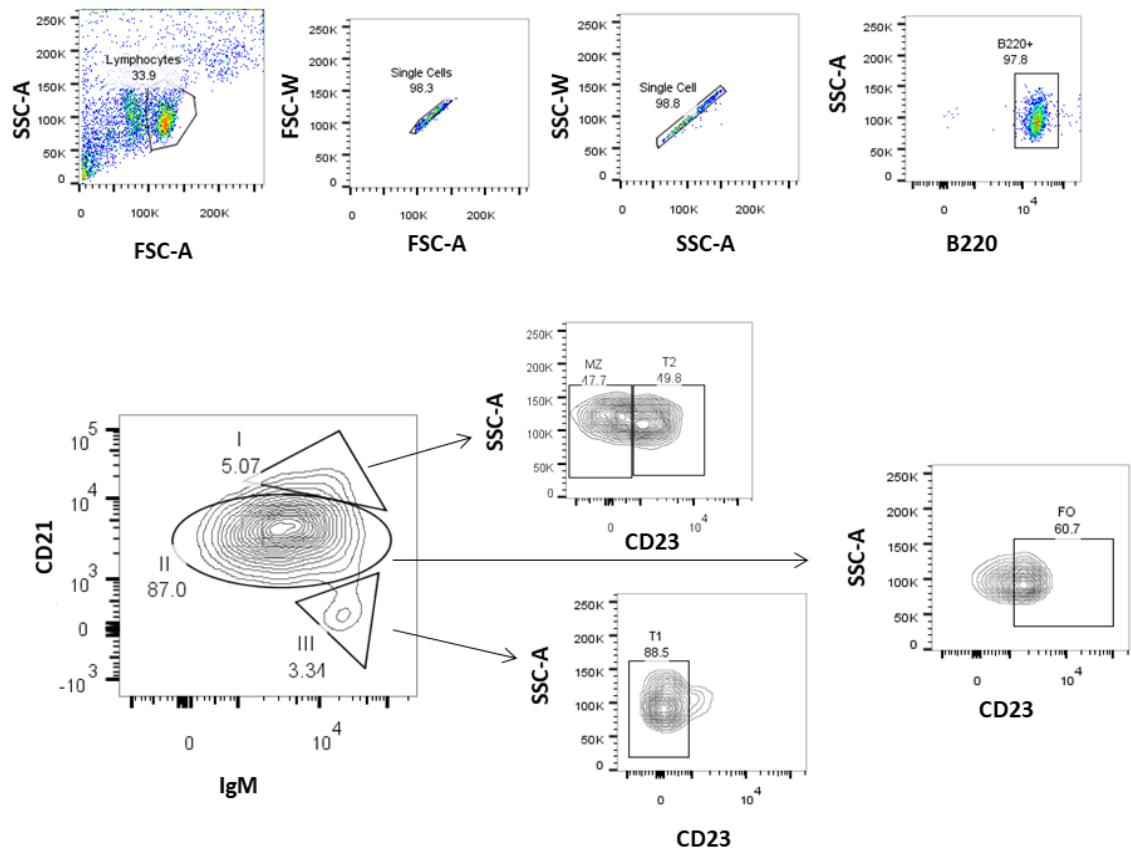 250K
200K
150K
100K
50K
0
SSC-A
Lymphocytes
33.9
0 100K 200K
FSC-A
250K
200K
150K
100K
50K
0
FSC-W
Single Cells
98.3
0 100K 200K
FSC-A
250K
200K
150K
100K
50K
0
SSC-W
Single Cell
98.8
0 50K 100K 150K 200K 250K
SSC-A
250K
200K
150K
100K
50K
0
SSC-A
B220+
97.8
0 10^4
B220
10^5
10^4
10^3
0
-10^3
CD21
I
5.07
II
87.0
III
3.34
0 10^4
IgM
250K
200K
150K
100K
50K
0
SSC-A
MZ
47.7
T2
49.8
0 10^4
CD23
250K
200K
150K
100K
50K
0
SSC-A
T1
88.5
0 10^4
CD23
250K
200K
150K
100K
50K
0
SSC-A
FO
60.7
0 10^4
CD23